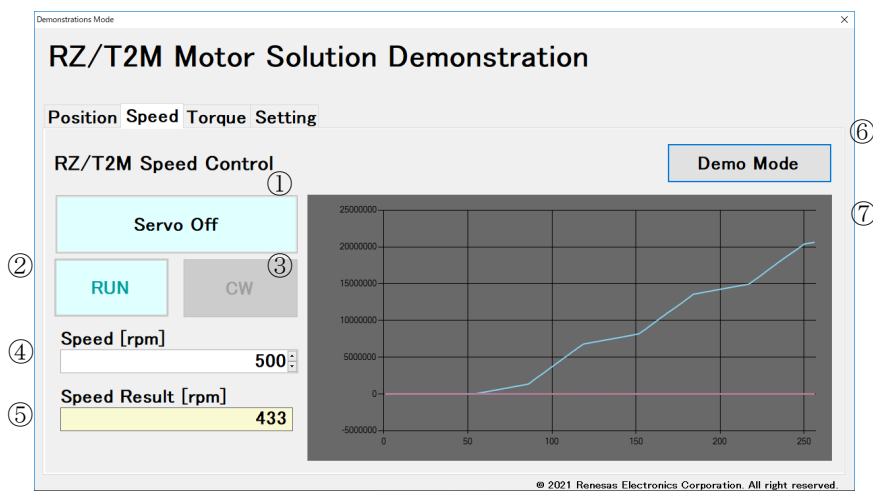 Demonstrations Mode
RZ/T2M Motor Solution Demonstration
Position Speed Torque Setting
⑥
RZ/T2M Speed Control
Demo Mode
①
Servo Off
⑦
② RUN
③ CW
Speed [rpm]
④ 500
Speed Result [rpm]
⑤ 433
25000000
20000000
15000000
10000000
5000000
0
-5000000
0 50 100 150 200 250
© 2021 Renesas Electronics Corporation. All right reserved.